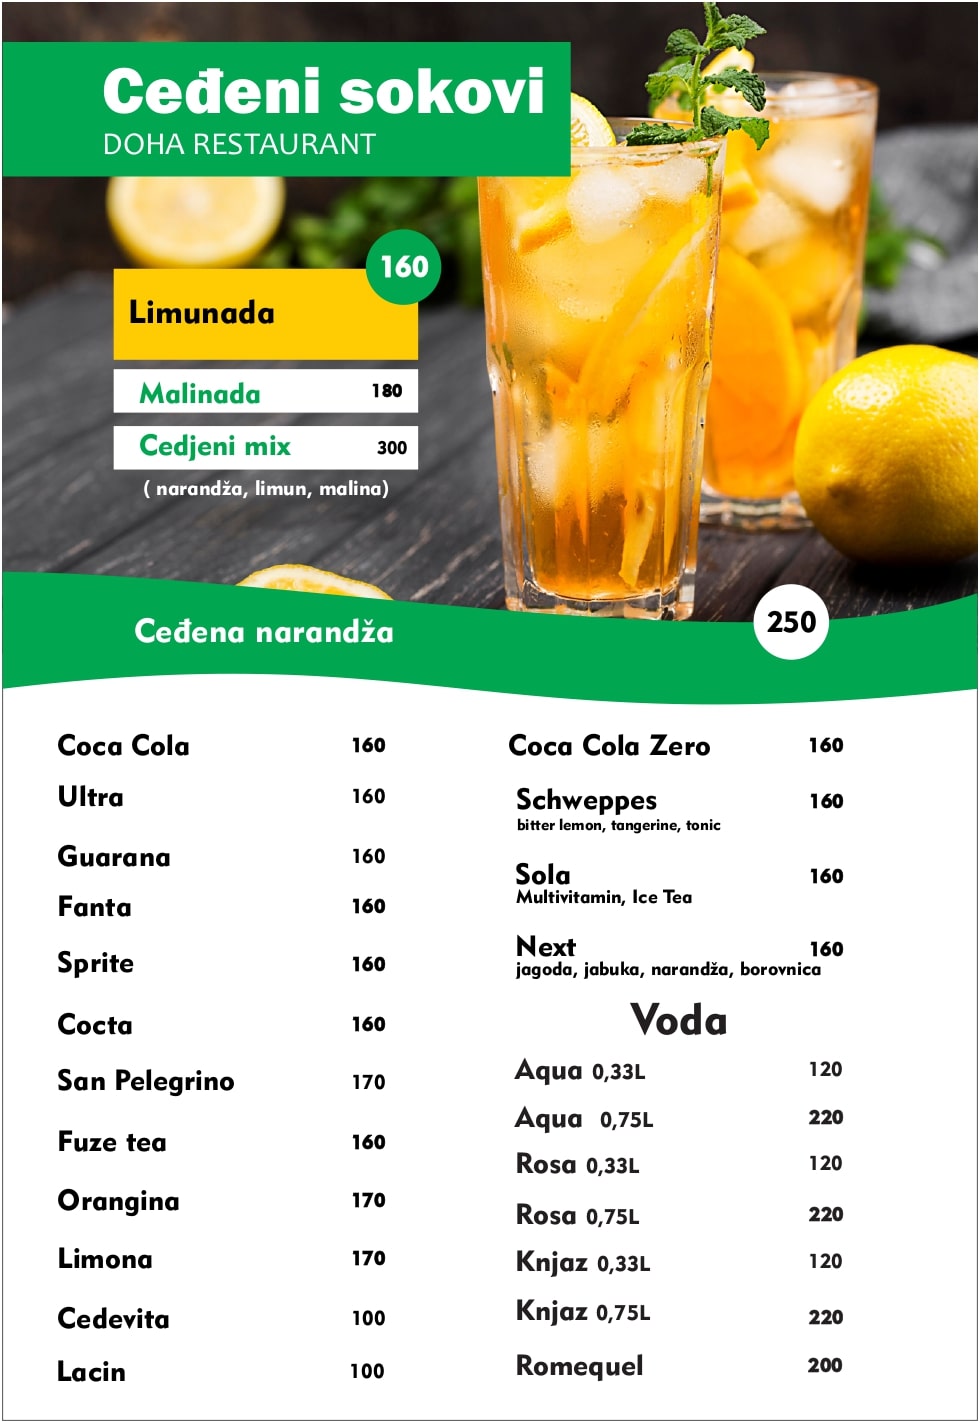 Ceđeni sokovi
DOHA RESTAURANT
160
Limunada
Malinada 180
Cedjeni mix 300
( narandža, limun, malina)
Ceđena narandža 250
Coca Cola 160
Ultra 160
Guarana 160
Fanta 160
Sprite 160
Cocta 160
San Pelegrino 170
Fuze tea 160
Orangina 170
Limona 170
Cedevita 100
Lacin 100
Coca Cola Zero 160
Schweppes 160
bitter lemon, tangerine, tonic
Sola 160
Multivitamin, Ice Tea
Next 160
jagoda, jabuka, narandža, borovnica
Voda
Aqua 0,33L 120
Aqua 0,75L 220
Rosa 0,33L 120
Rosa 0,75L 220
Knjaz 0,33L 120
Knjaz 0,75L 220
Romequel 200